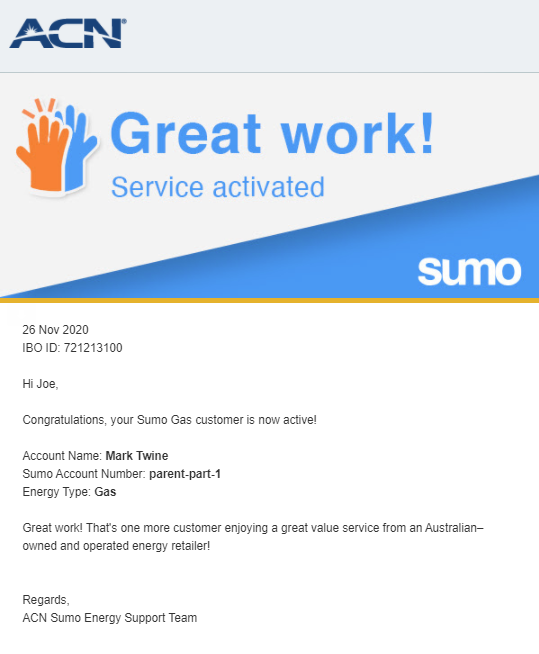 ACN®
Great work!
Service activated
sumo
26 Nov 2020
IBO ID: 721213100
Hi Joe,
Congratulations, your Sumo Gas customer is now active!
Account Name: Mark Twine
Sumo Account Number: parent-part-1
Energy Type: Gas
Great work! That's one more customer enjoying a great value service from an Australian–
owned and operated energy retailer!
Regards,
ACN Sumo Energy Support Team